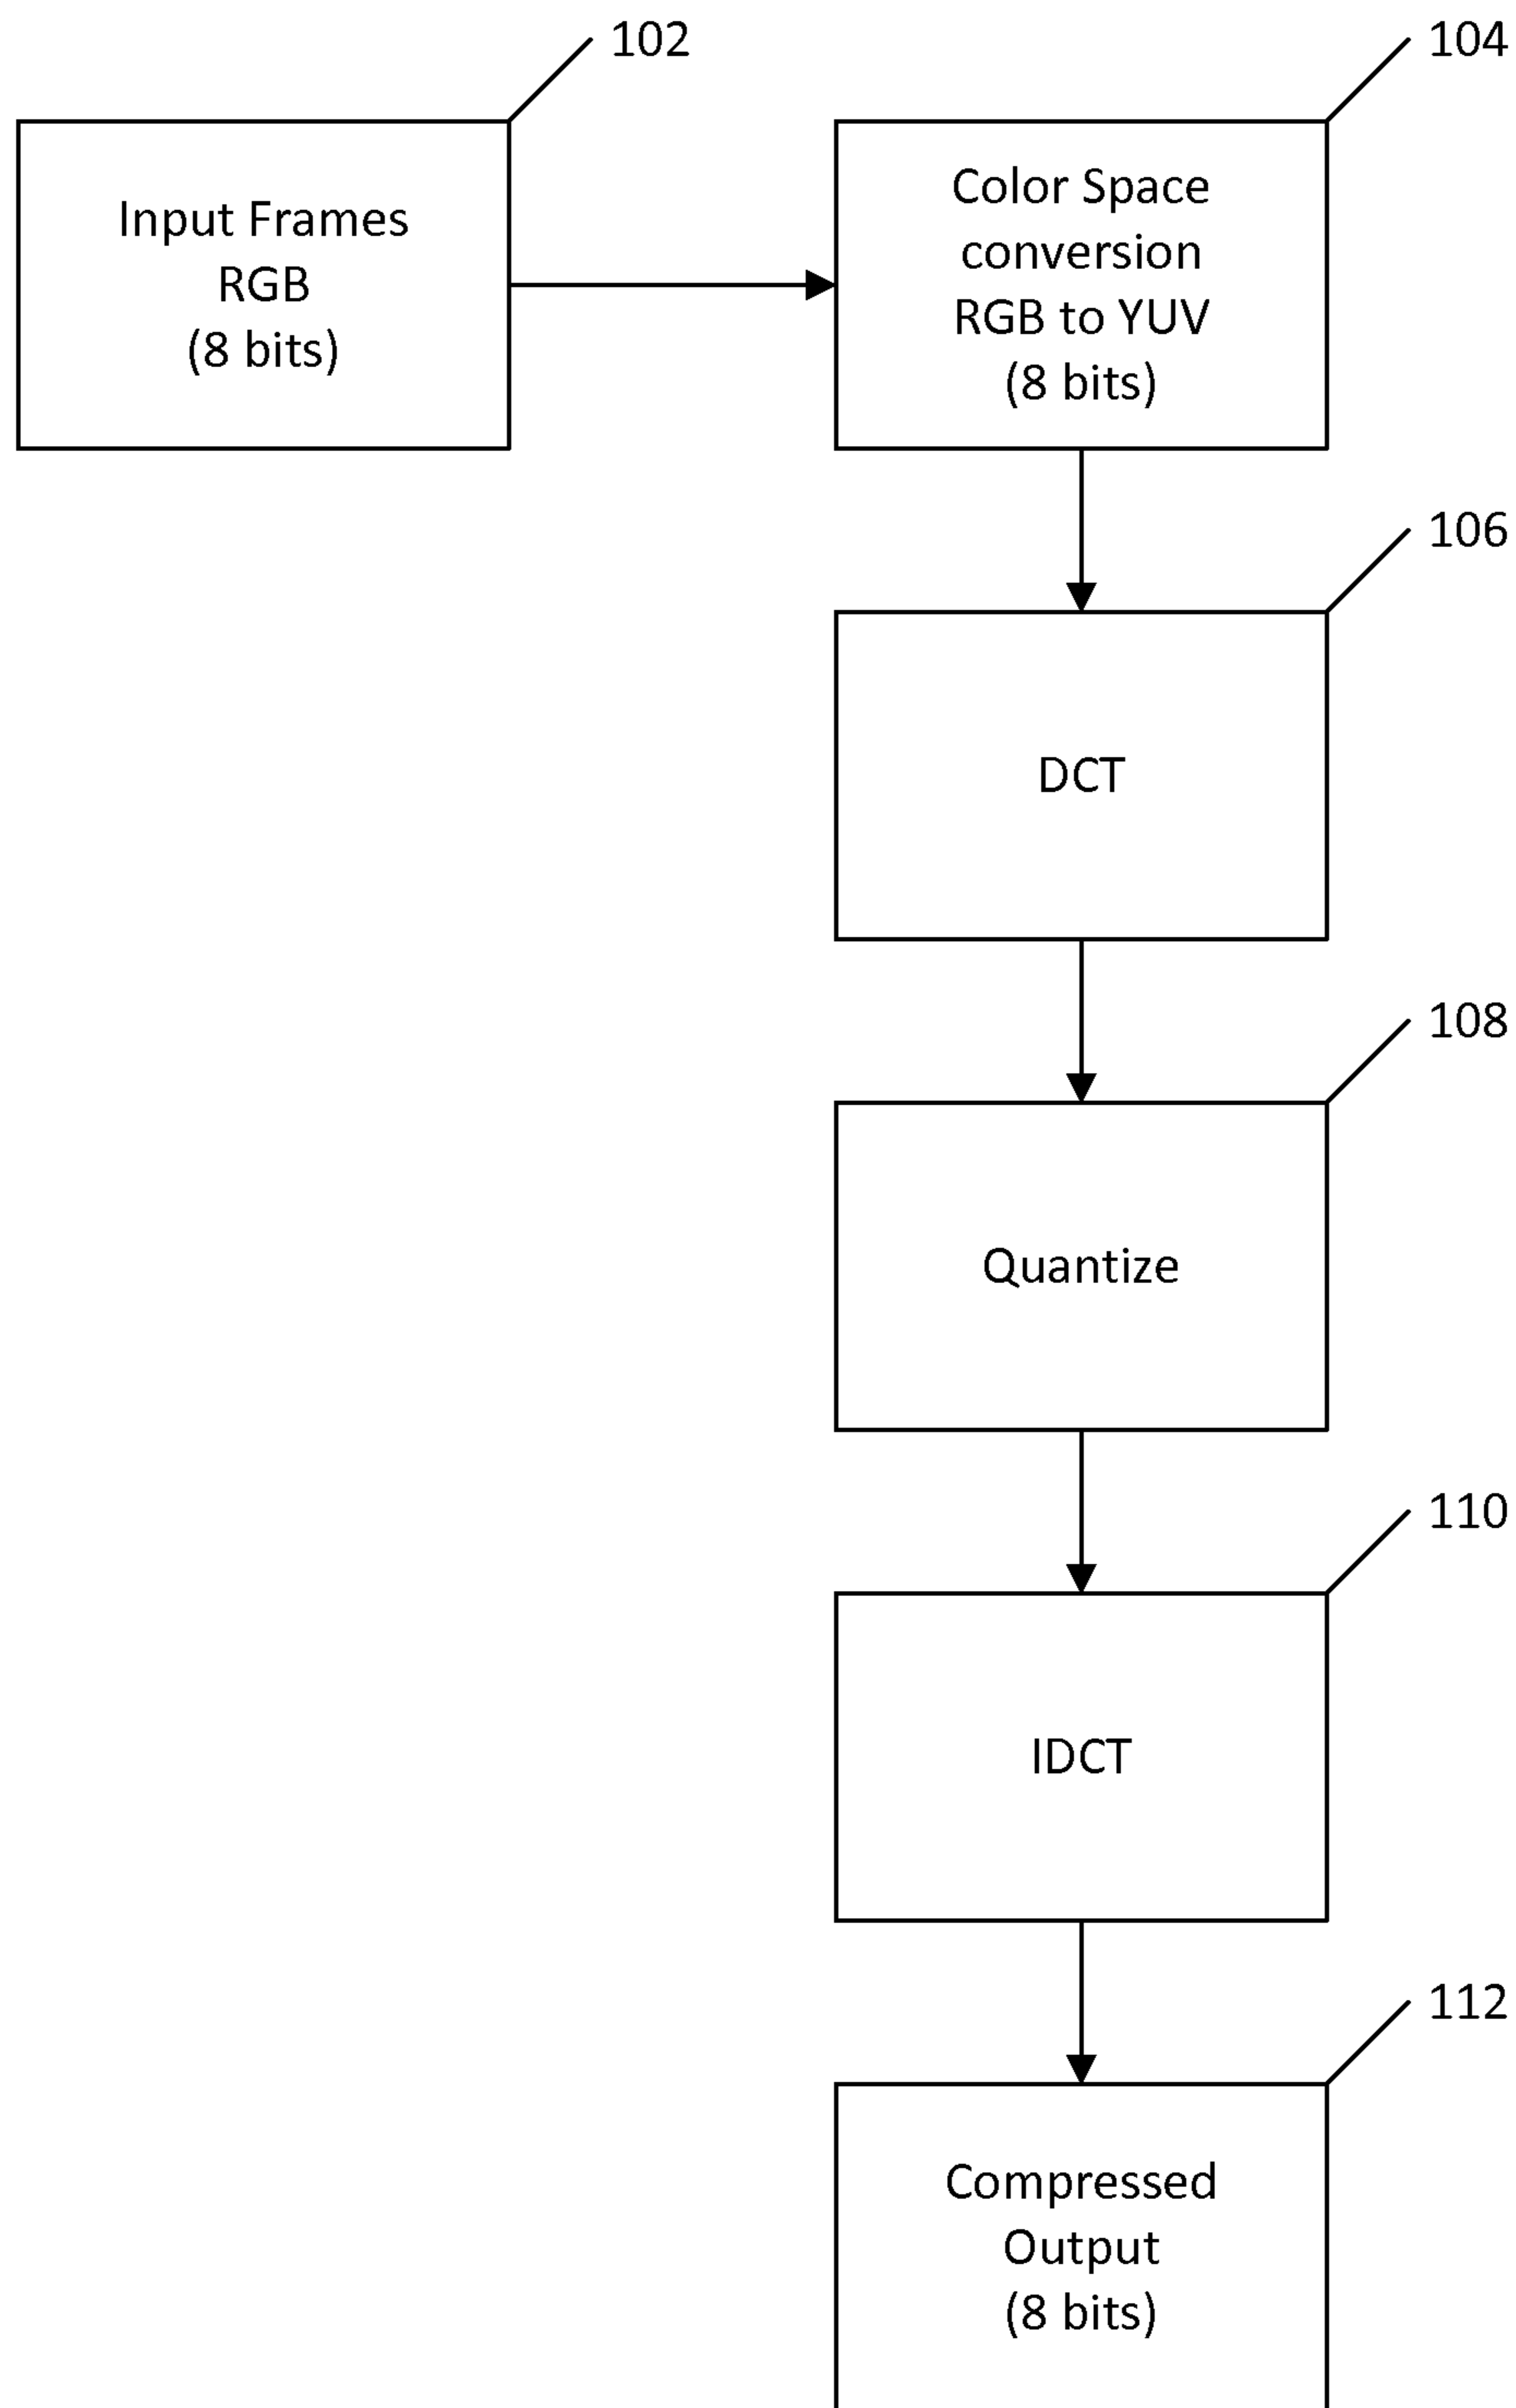 102
Input Frames
RGB
(8 bits)
104
Color Space
conversion
RGB to YUV
(8 bits)
106
DCT
108
Quantize
110
IDCT
112
Compressed
Output
(8 bits)